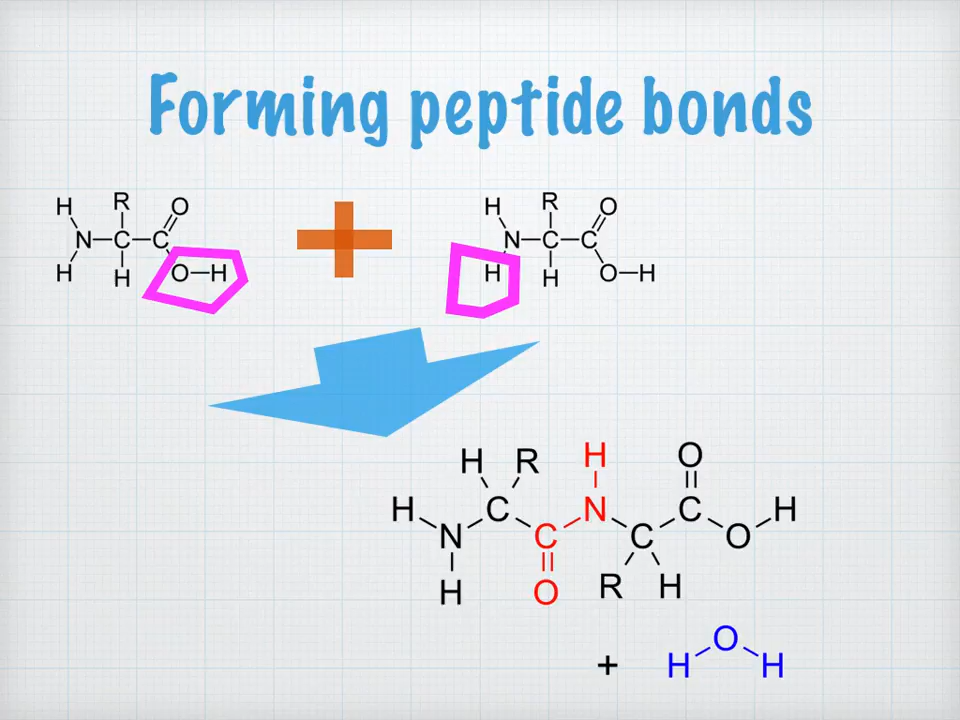 Forming peptide bonds
H R O H R O
N C C N C C
H H O H H H O H
H R H O
H C N C H
N C C O
H O R H
O
+ H H